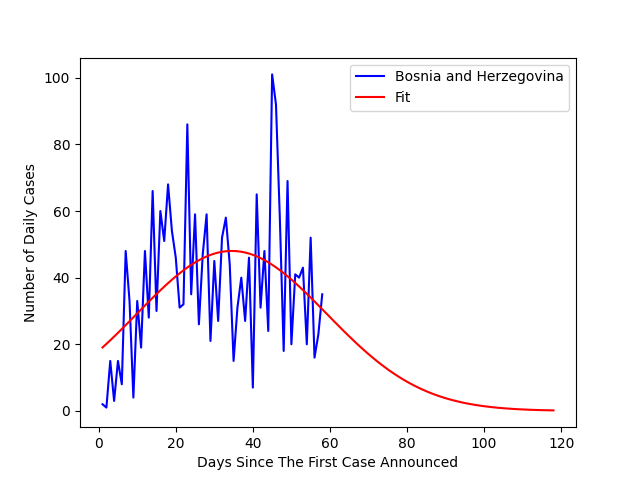 Bosnia and Herzegovina
Fit
100
80
60
40
20
0
Number of Daily Cases
0 20 40 60 80 100 120
Days Since The First Case Announced